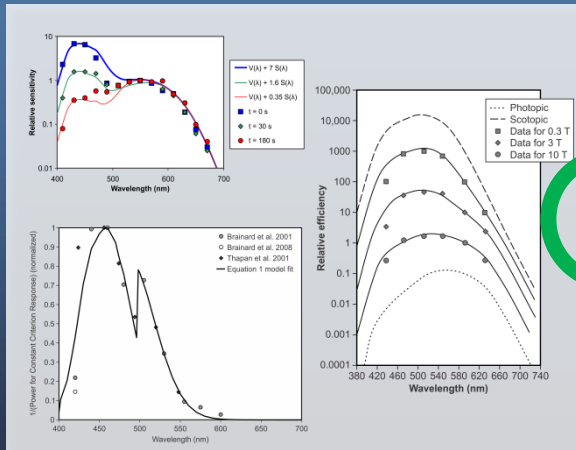 10
1
0.1
0.01
Relative sensitivity
400
500
600
700
Wavelength (nm)
V(λ) + 7 S(λ)
V(λ) + 1.6 S(λ)
V(λ) + 0.35 S(λ)
t = 0 s
t = 30 s
t = 180 s
1
0.9
0.8
0.7
0.6
0.5
0.4
0.3
0.2
0.1
0
1/(Power for Constant Criterion Response) (normalized)
400
450
500
550
600
650
700
Wavelength (nm)
Brainard et al. 2001
Brainard et al. 2008
Thapan et al. 2001
Equation 1 model fit
100,000
10,000
1000
100
10
1
0.1
0.01
0.001
0.0001
Relative efficiency
380 420 460 500 540 580 620 660 700 740
Wavelength (nm)
Photopic
Scotopic
Data for 0.3 T
Data for 3 T
Data for 10 T